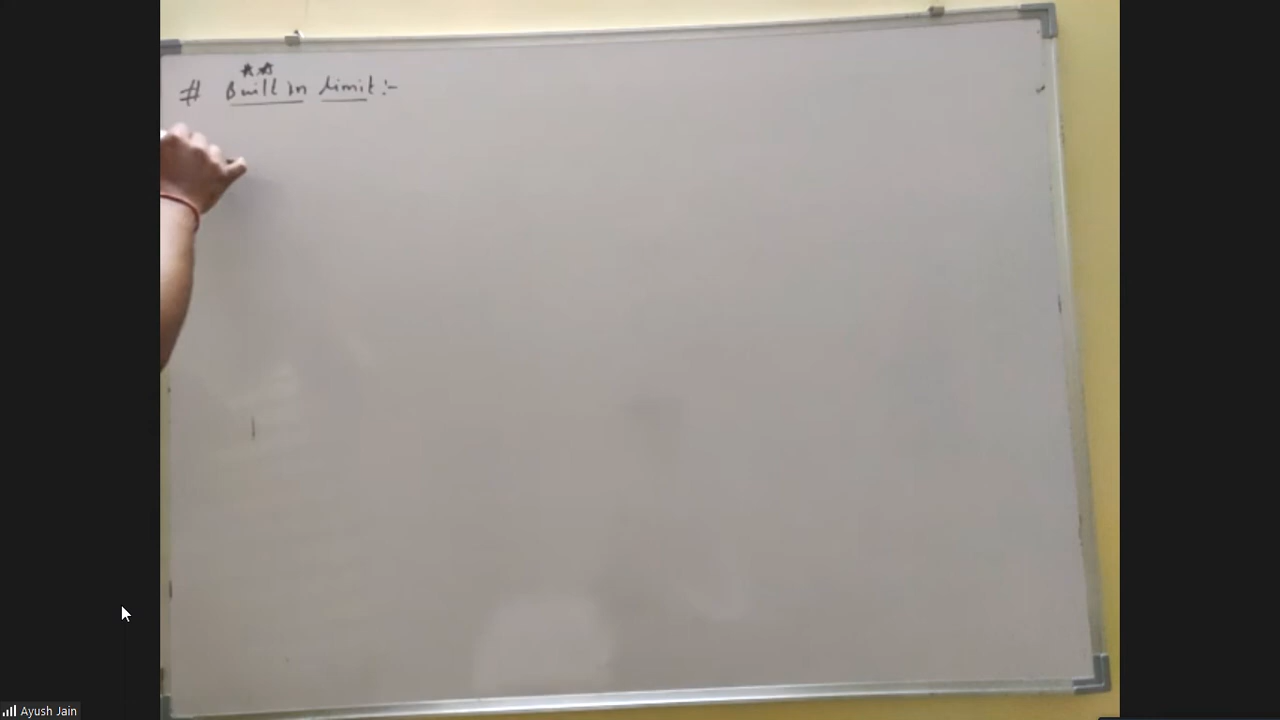 ☆☆
# Built in limit :-
Ayush Jain